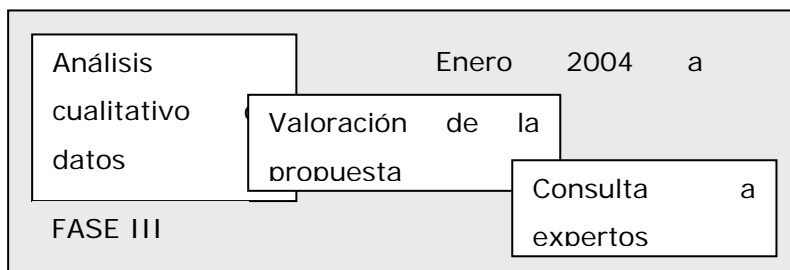 Análisis
cualitativo
datos
Enero 2004 a
Valoración de la
propuesta
Consulta a
expertos
FASE III